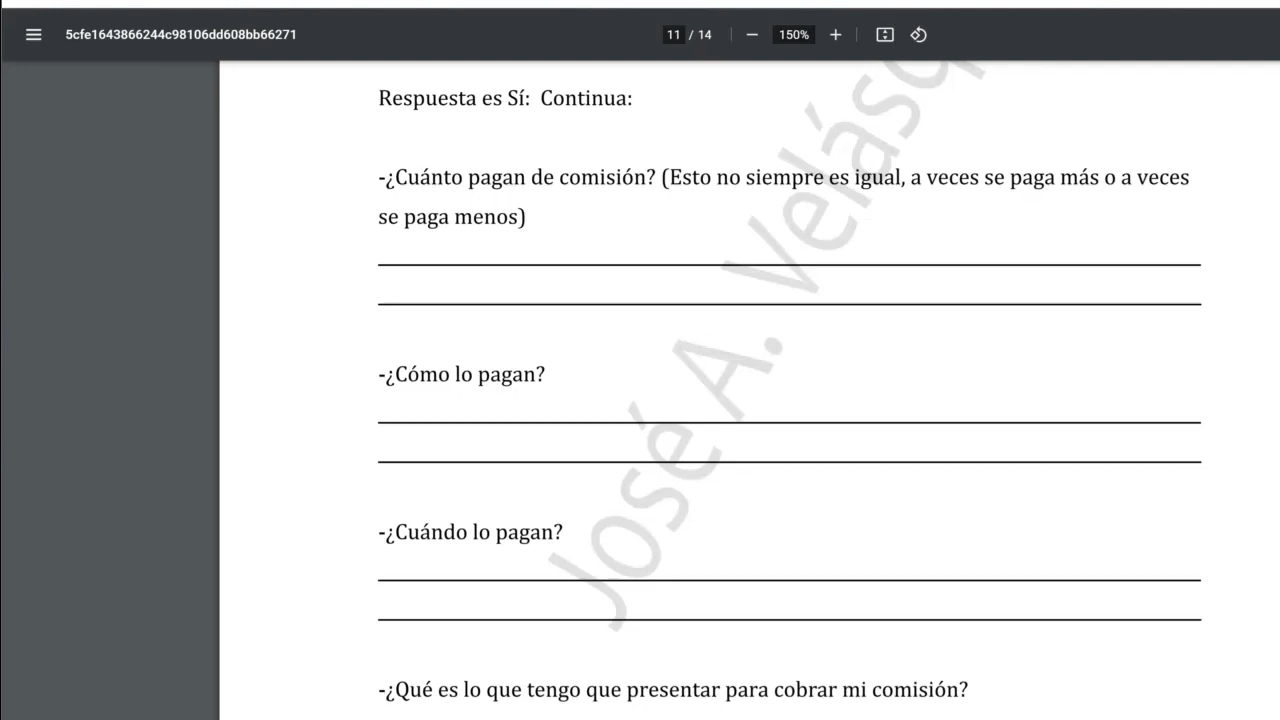 5cfe1643866244c98106dd608bb66271
11 / 14
150%
Respuesta es Sí:  Continua:
-¿Cuánto pagan de comisión? (Esto no siempre es igual, a veces se paga más o a veces
se paga menos)
-¿Cómo lo pagan?
-¿Cuándo lo pagan?
-¿Qué es lo que tengo que presentar para cobrar mi comisión?
José A. Velásq